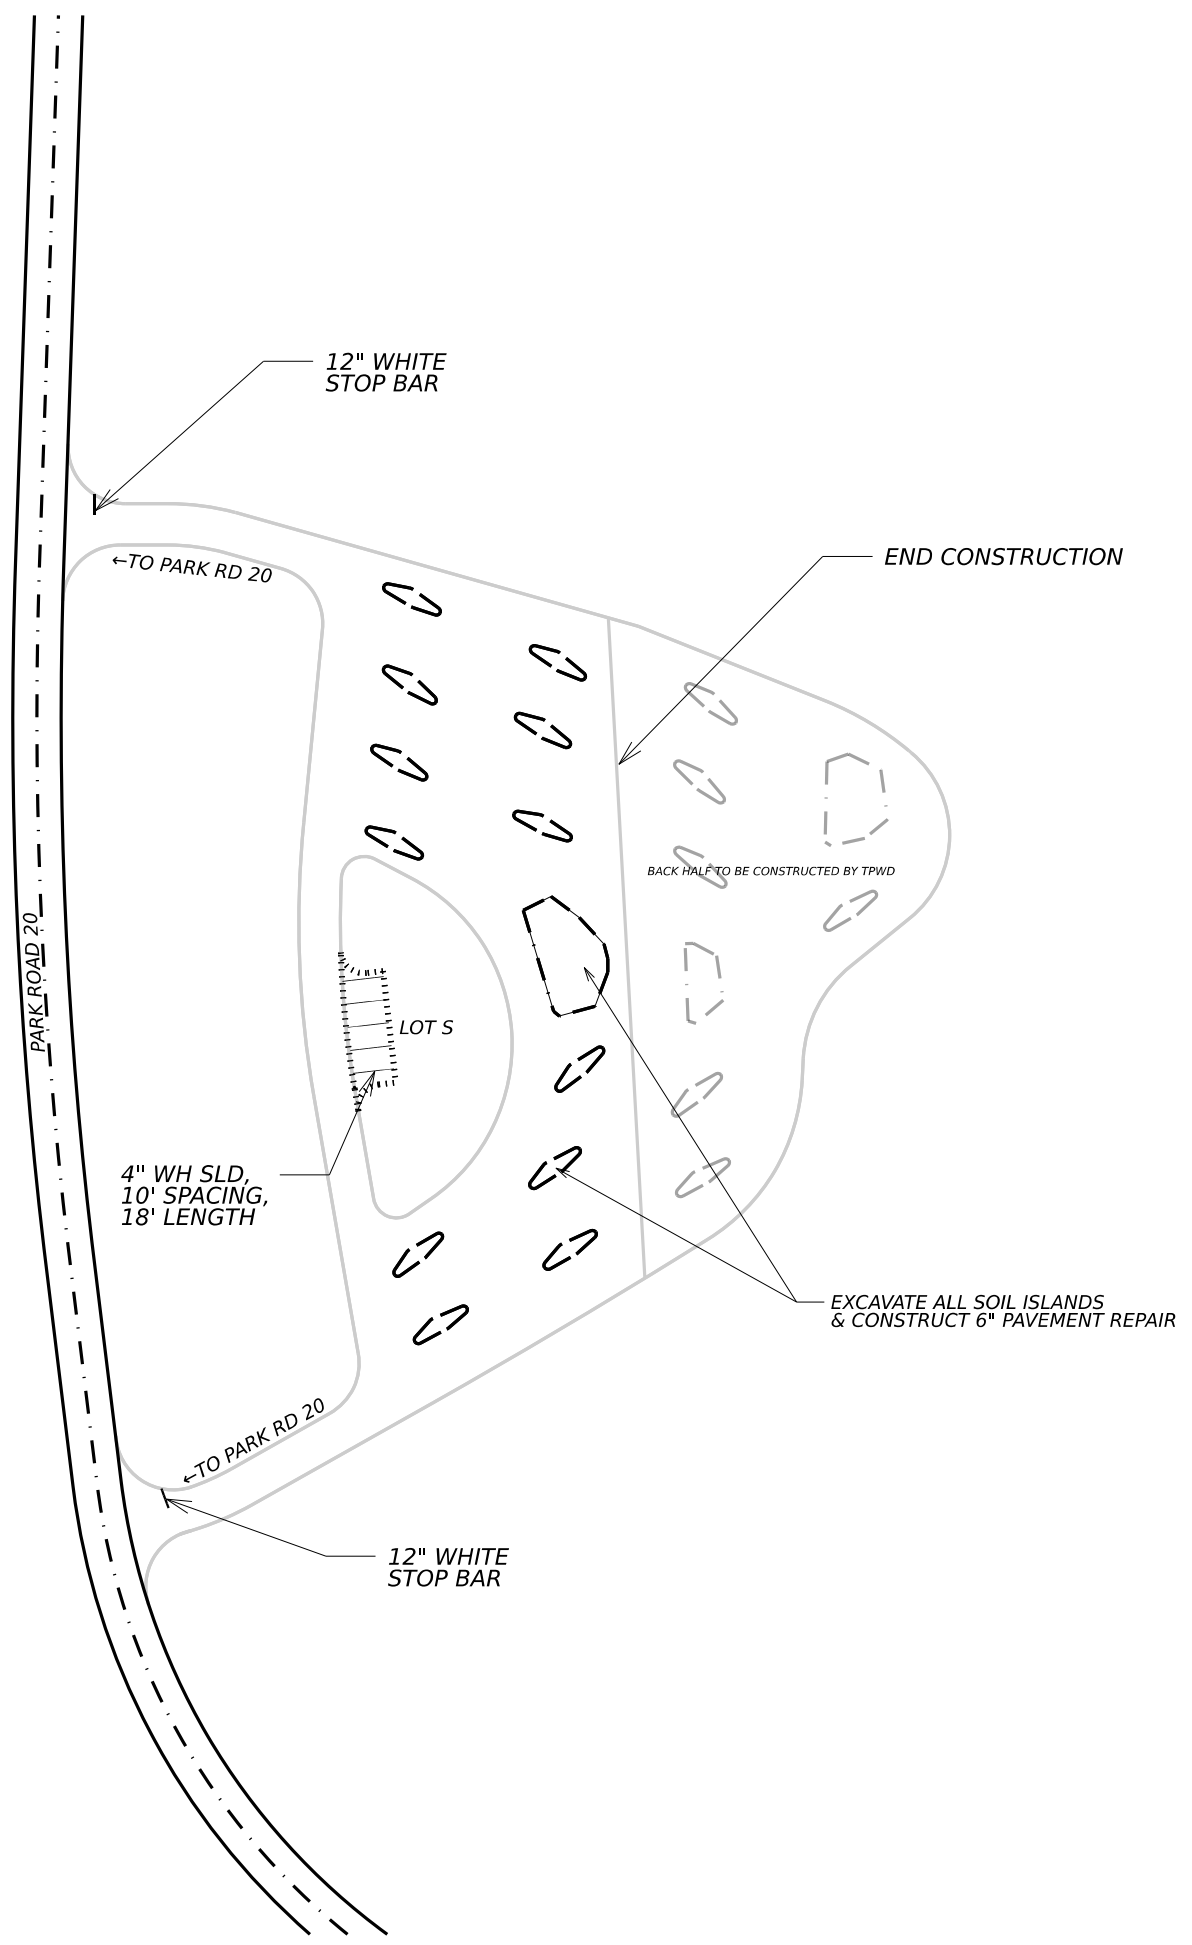 12" WHITE
STOP BAR
←TO PARK RD 20
END CONSTRUCTION
BACK HALF TO BE CONSTRUCTED BY TPWD
PARK ROAD 20
LOT S
4" WH SLD,
10' SPACING,
18' LENGTH
EXCAVATE ALL SOIL ISLANDS
& CONSTRUCT 6" PAVEMENT REPAIR
←TO PARK RD 20
12" WHITE
STOP BAR